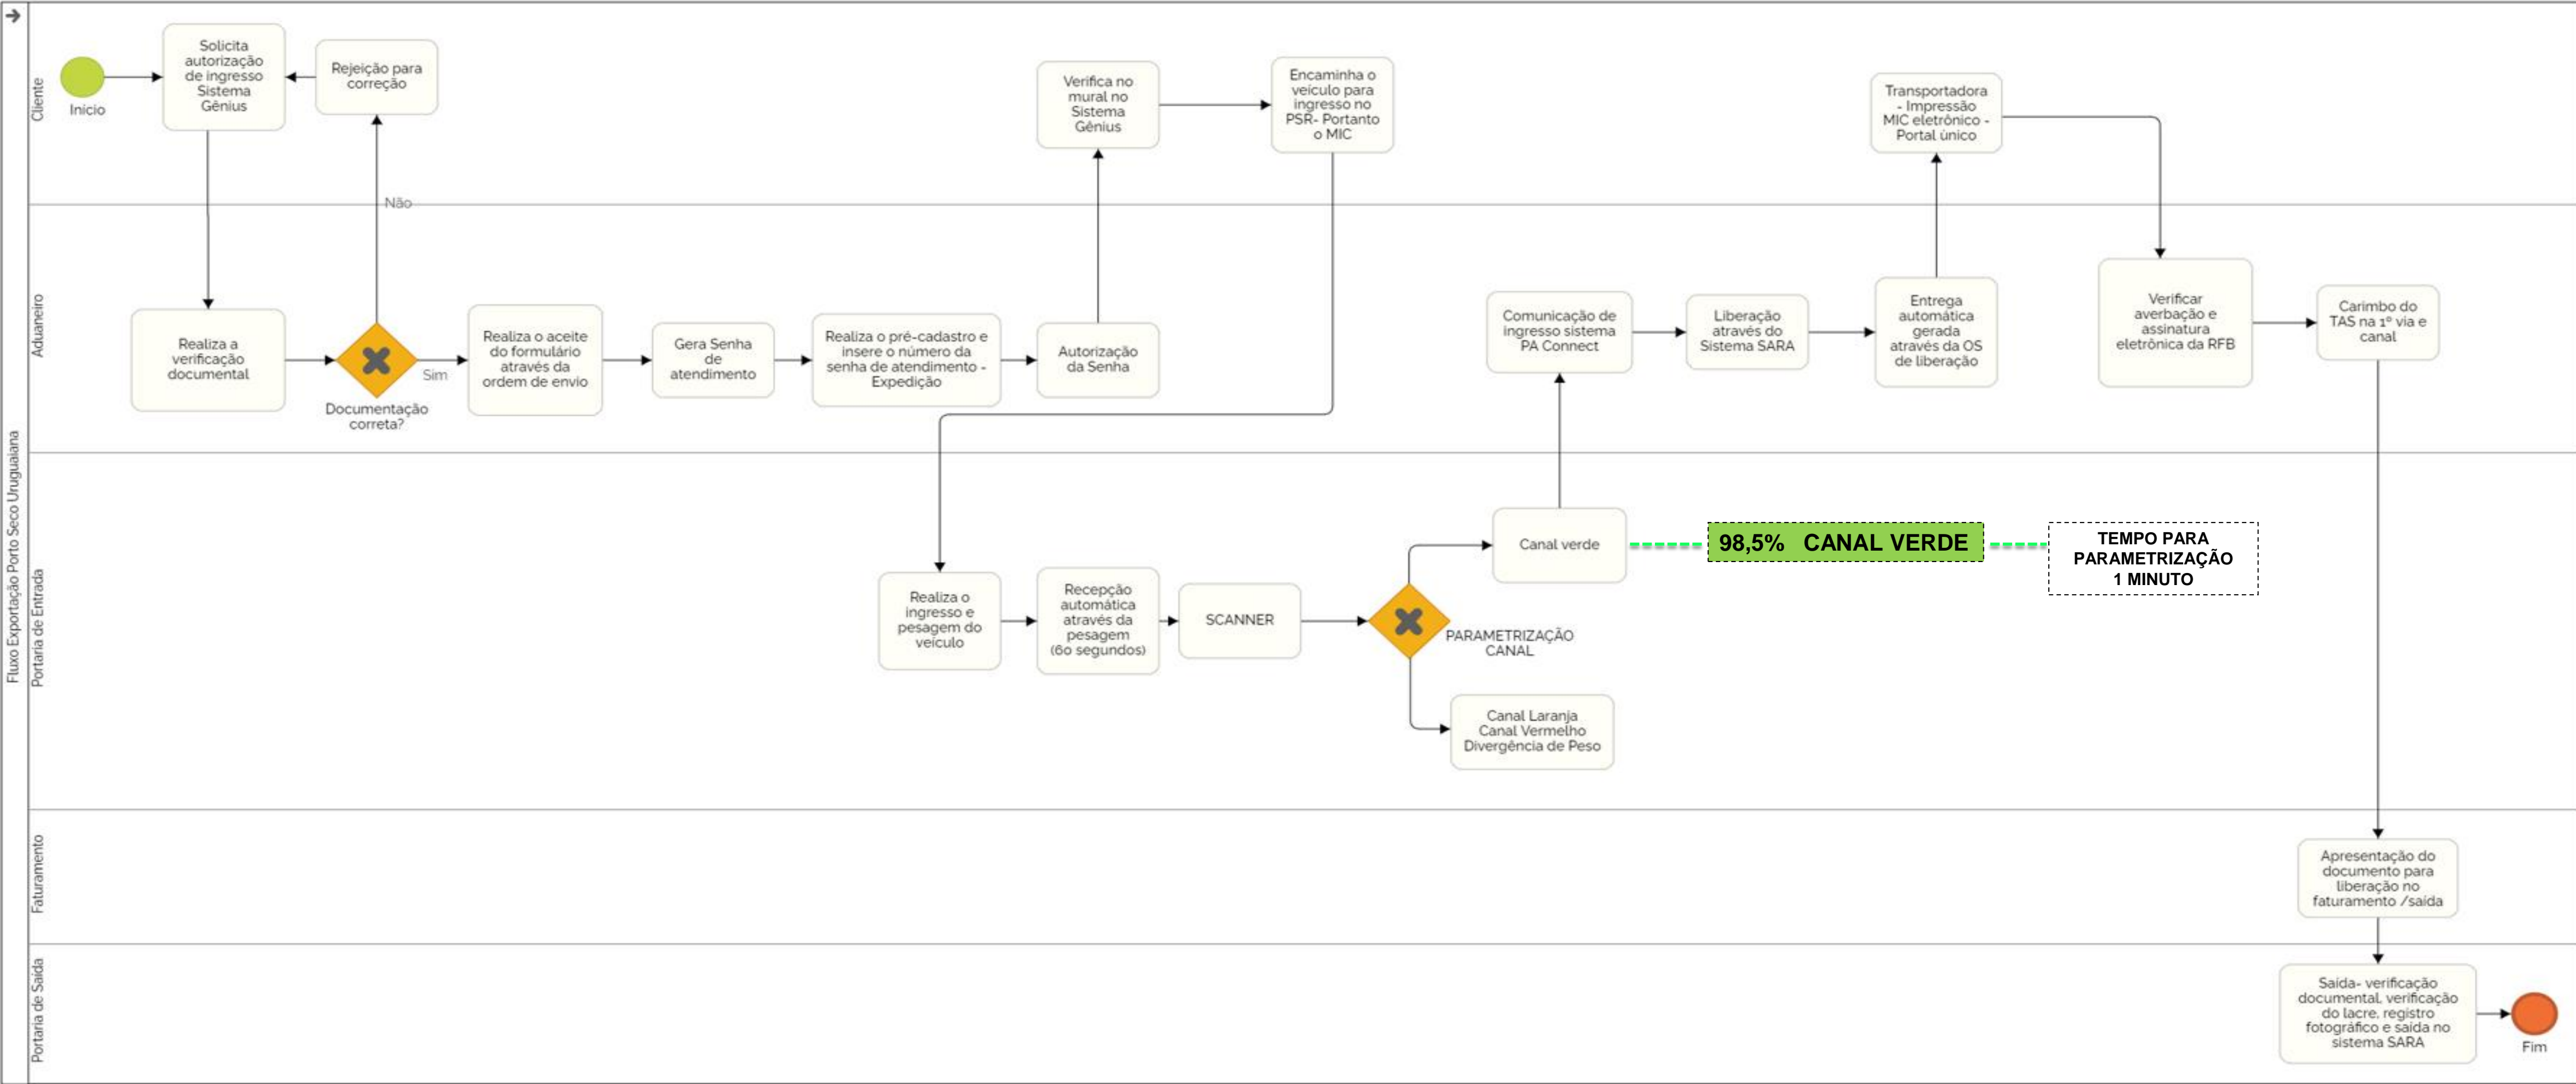 Fluxo Exportação Porto Seco Uruguaiana
Cliente
Inicio
Solicita
autorização
de ingresso
Sistema
Gênius
Rejeição para
correção
Verifica no
mural no
Sistema
Gênius
Encaminha o
veículo para
ingresso no
PSR- Portanto
o MIC
Transportadora
- Impressão
MIC eletrônico -
Portal único
Não
Aduaneiro
Realiza a
verificação
documental
Documentação
correta?
Sim
Realiza o aceite
do formulário
através da
ordem de envio
Gera Senha
de
atendimento
Realiza o pré-cadastro e
insere o número da
senha de atendimento -
Expedição
Autorização
da Senha
Comunicação de
ingresso sistema
PA Connect
Liberação
através do
Sistema SARA
Entrega
automática
gerada
através da OS
de liberação
Verificar
averbação e
assinatura
eletrônica da RFB
Carimbo do
TAS na 1º via e
canal
Portaria de Entrada
Realiza o
ingresso e
pesagem do
veículo
Recepção
automática
através da
pesagem
(60 segundos)
SCANNER
PARAMETRIZAÇÃO
CANAL
Canal verde
98,5% CANAL VERDE
TEMPO PARA
PARAMETRIZAÇÃO
1 MINUTO
Canal Laranja
Canal Vermelho
Divergência de Peso
Faturamento
Apresentação do
documento para
liberação no
faturamento /saída
Portaria de Saída
Saída- verificação
documental, verificação
do lacre, registro
fotográfico e saída no
sistema SARA
Fim